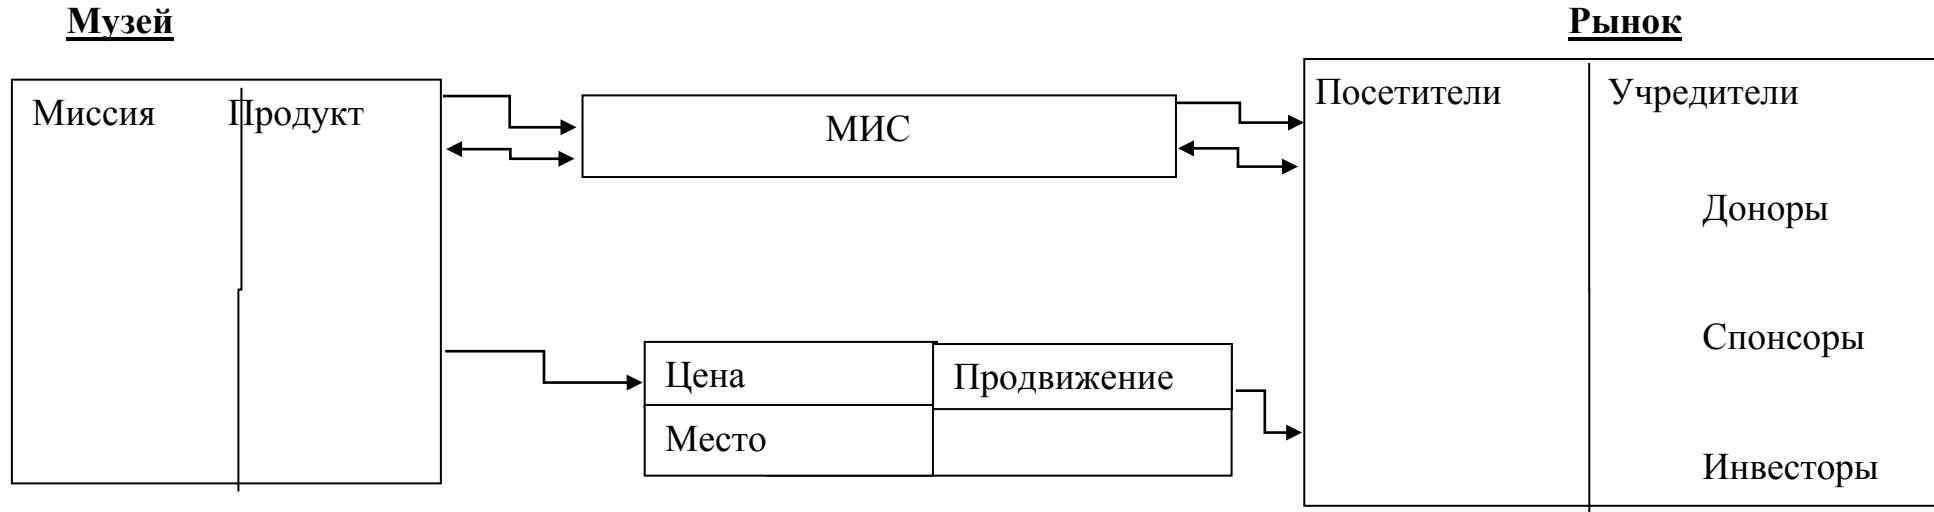 Музей
Рынок
Миссия Продукт
МИС
Посетители
Учредители
Доноры
Спонсоры
Инвесторы
Цена
Продвижение
Место